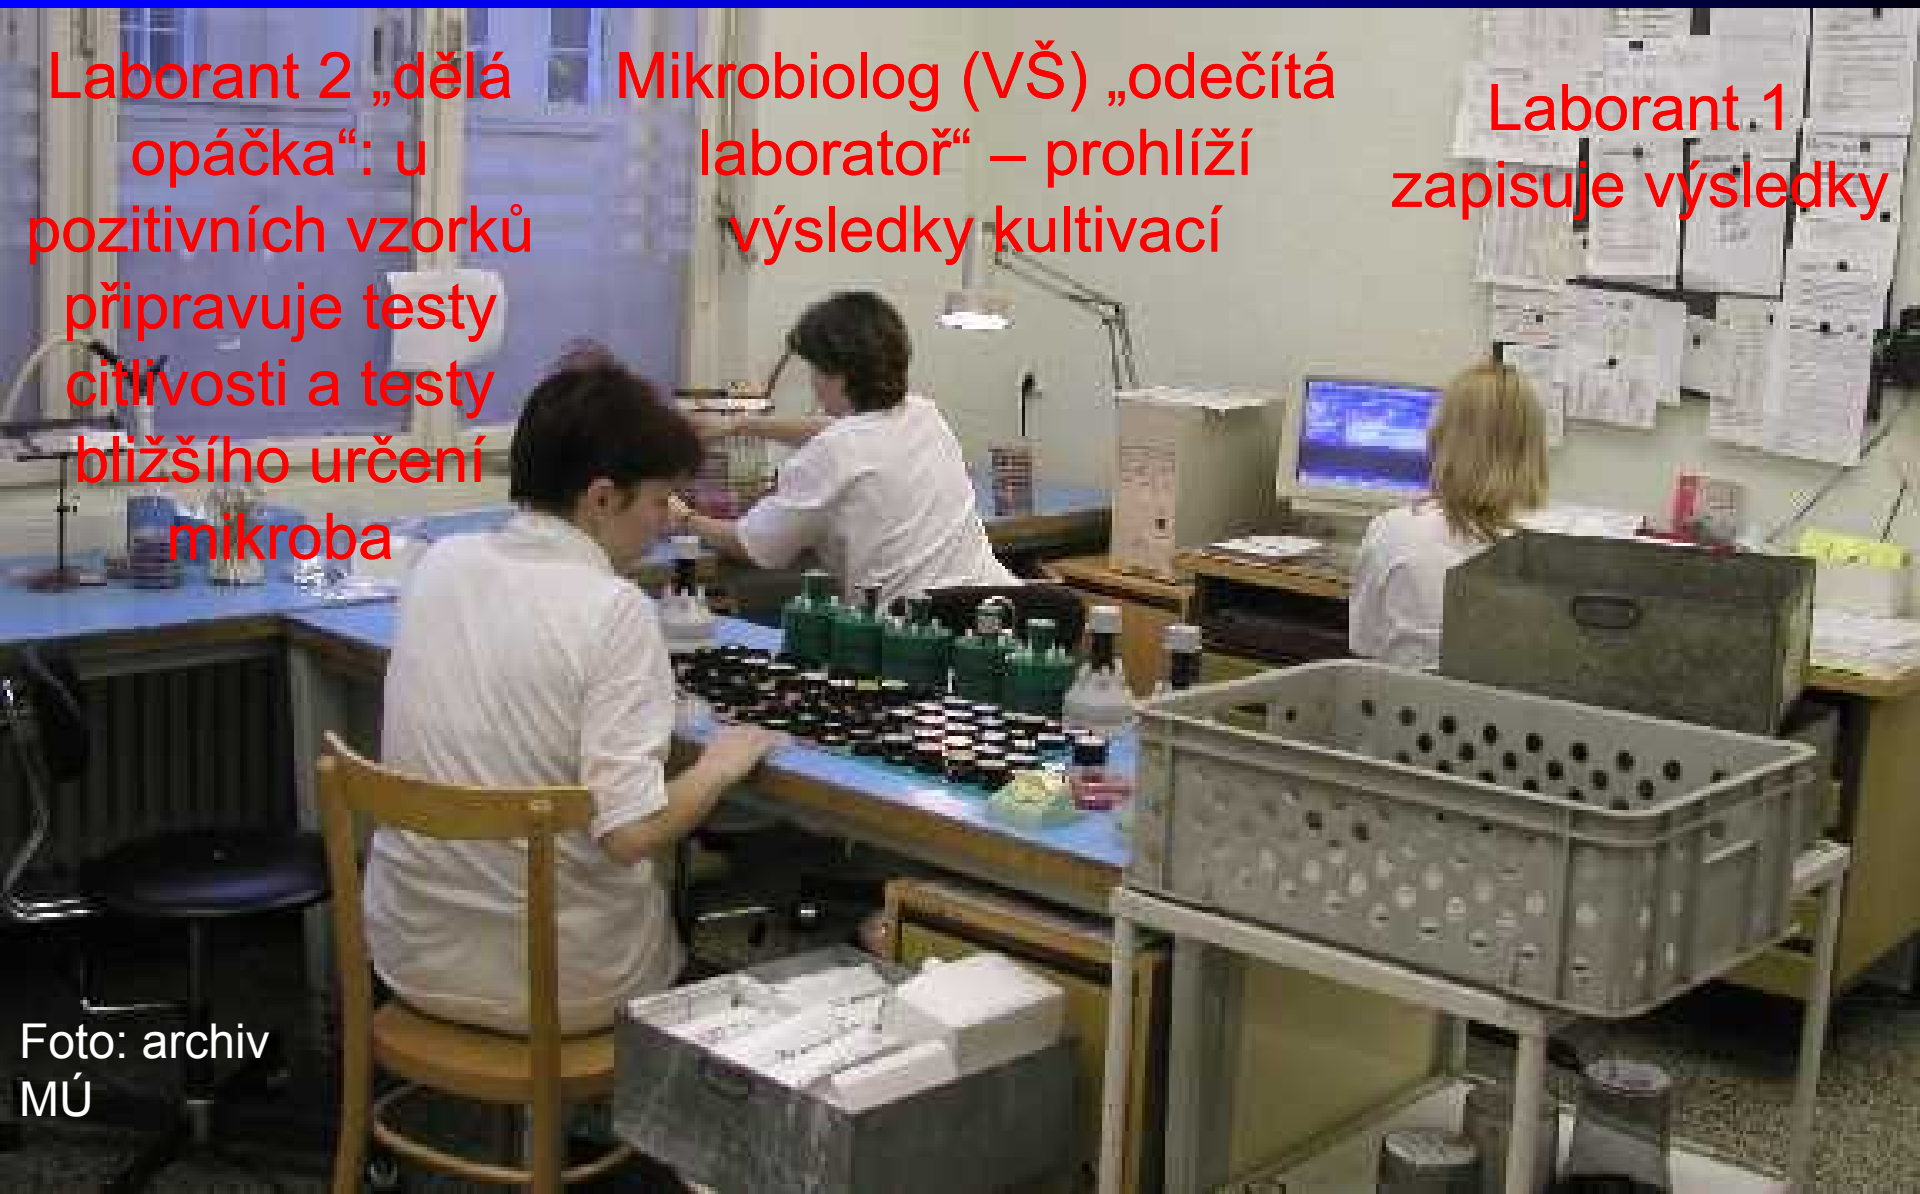 Laborant 2 „dělá
opáčka“: u
pozitivních vzorků
připravuje testy
citlivosti a testy
bližšího určení
mikroba
Mikrobiolog (VŠ) „odečítá
laboratoř“ – prohlíží
výsledky kultivací
Laborant 1
zapisuje výsledky
Foto: archiv
MÚ